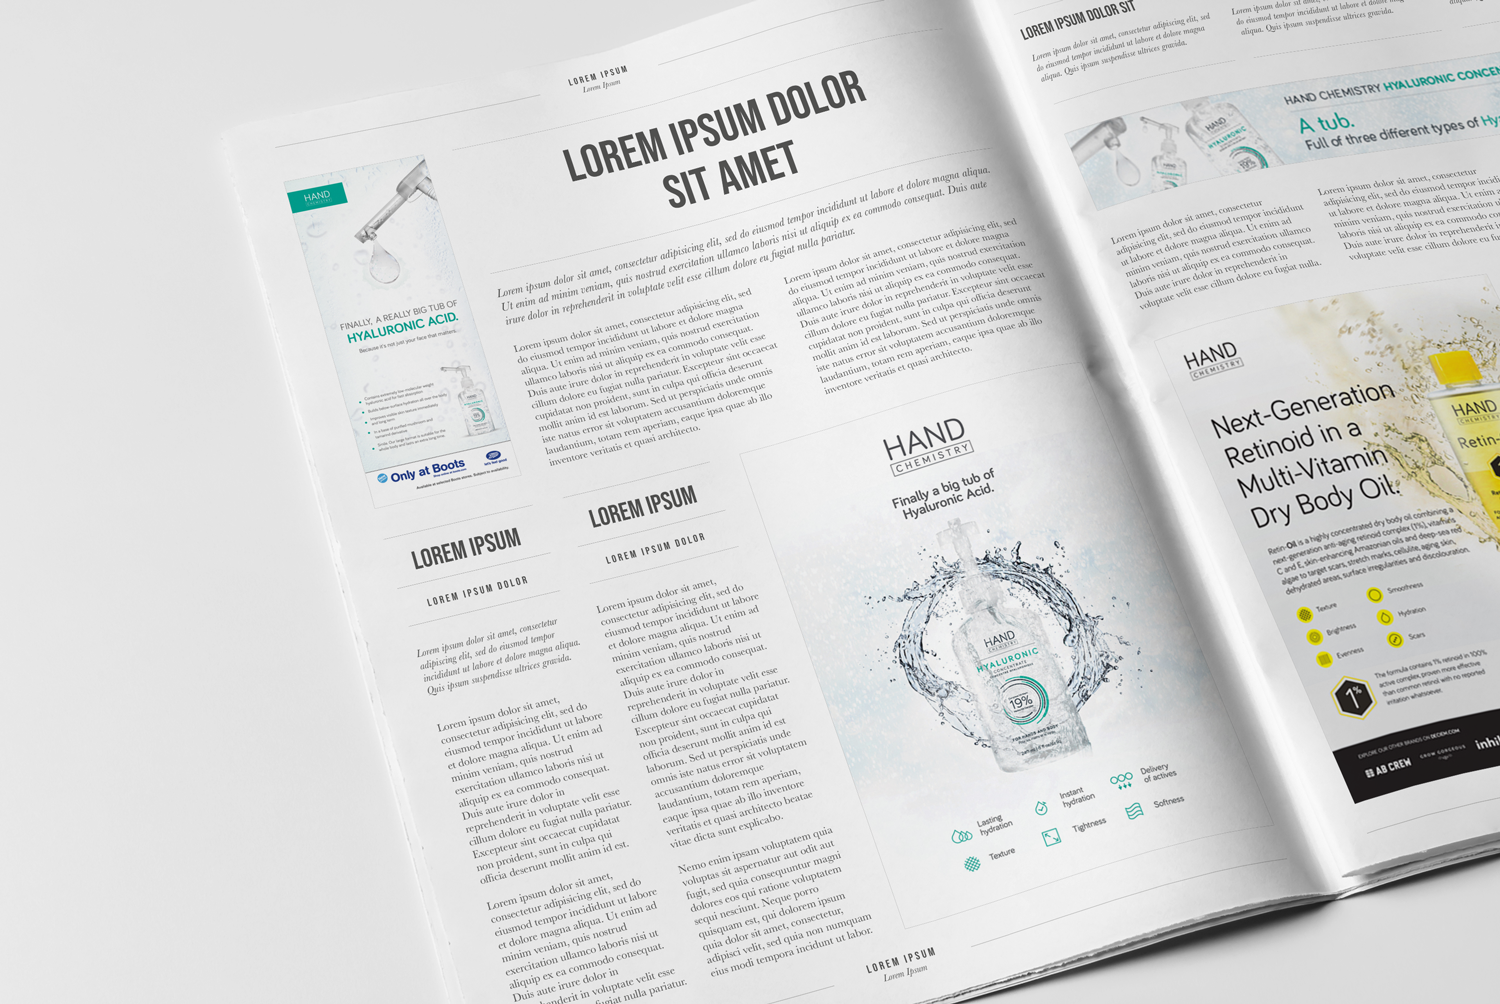 LOREM IPSUM
Lorem Ipsum
LOREM IPSUM DOLOR
SIT AMET
Lorem ipsum dolor sit amet, consectetur adipisicing elit, sed do eiusmod tempor incididunt ut labore et dolore magna aliqua.
Ut enim ad minim veniam, quis nostrud exercitation ullamco laboris nisi ut aliquip ex ea commodo consequat. Duis aute
irure dolor in reprehenderit in voluptate velit esse cillum dolore eu fugiat nulla pariatur.
HAND
CHEMISTRY
FINALLY, A REALLY BIG TUB OF
HYALURONIC ACID.
Because it's not just your face that matters.
Only at Boots
Available at selected Boots stores. Subject to availability.
Lorem ipsum dolor sit amet, consectetur adipisicing elit, sed
do eiusmod tempor incididunt ut labore et dolore magna
aliqua. Ut enim ad minim veniam, quis nostrud exercitation
ullamco laboris nisi ut aliquip ex ea commodo consequat.
Duis aute irure dolor in reprehenderit in voluptate velit esse
cillum dolore eu fugiat nulla pariatur. Excepteur sint occaecat
cupidatat non proident, sunt in culpa qui officia deserunt
mollit anim id est laborum. Sed ut perspiciatis unde omnis
iste natus error sit voluptatem accusantium doloremque
laudantium, totam rem aperiam, eaque ipsa quae ab illo
inventore veritatis et quasi architecto.
Lorem ipsum dolor sit amet, consectetur adipisicing elit, sed
do eiusmod tempor incididunt ut labore et dolore magna
aliqua. Ut enim ad minim veniam, quis nostrud exercitation
ullamco laboris nisi ut aliquip ex ea commodo consequat.
Duis aute irure dolor in reprehenderit in voluptate velit esse
cillum dolore eu fugiat nulla pariatur. Excepteur sint occaecat
cupidatat non proident, sunt in culpa qui officia deserunt
mollit anim id est laborum. Sed ut perspiciatis unde omnis
iste natus error sit voluptatem accusantium doloremque
laudantium, totam rem aperiam, eaque ipsa quae ab illo
inventore veritatis et quasi architecto.
LOREM IPSUM
LOREM IPSUM DOLOR
Lorem ipsum dolor sit amet, consectetur
adipisicing elit, sed do eiusmod tempor
incididunt ut labore et dolore magna aliqua.
Quis ipsum suspendisse ultrices gravida.
Lorem ipsum dolor sit amet,
consectetur adipisicing elit, sed do
eiusmod tempor incididunt ut labore
et dolore magna aliqua. Ut enim ad
minim veniam, quis nostrud
exercitation ullamco laboris nisi ut
aliquip ex ea commodo consequat.
Duis aute irure dolor in
reprehenderit in voluptate velit esse
cillum dolore eu fugiat nulla pariatur.
Excepteur sint occaecat cupidatat
non proident, sunt in culpa qui
officia deserunt mollit anim id est.
Lorem ipsum dolor sit amet,
consectetur adipisicing elit, sed do
eiusmod tempor incididunt ut labore
et dolore magna aliqua. Ut enim ad
minim veniam, quis nostrud
exercitation ullamco laboris nisi ut
aliquip ex ea commodo consequat.
Duis aute irure dolor in
reprehenderit in voluptate velit esse
eu fugiat nulla pariatur.
LOREM IPSUM
LOREM IPSUM DOLOR
Lorem ipsum dolor sit amet,
consectetur adipisicing elit, sed do
eiusmod tempor incididunt ut labore
et dolore magna aliqua. Ut enim ad
minim veniam, quis nostrud
exercitation ullamco laboris nisi ut
aliquip ex ea commodo consequat.
Duis aute irure dolor in
reprehenderit in voluptate velit esse
cillum dolore eu fugiat nulla pariatur.
Excepteur sint occaecat cupidatat
non proident, sunt in culpa qui
officia deserunt mollit anim id est
laborum. Sed ut perspiciatis unde
omnis iste natus error sit voluptatem
accusantium doloremque
laudantium, totam rem aperiam,
eaque ipsa quae ab illo inventore
veritatis et quasi architecto beatae
vitae dicta sunt explicabo.
Nemo enim ipsam voluptatem quia
voluptas sit aspernatur aut odit aut
fugit, sed quia consequuntur magni
dolores eos qui ratione voluptatem
sequi nesciunt. Neque porro
quisquam est, qui dolorem ipsum
quia dolor sit amet, consectetur,
adipisci velit, sed quia non numquam
eius modi tempora incidunt ut labor.
HAND
CHEMISTRY
Finally a big tub of
Hyaluronic Acid.
HAND
CHEMISTRY
HYALURONIC
CONCENTRATE
19%
FOR HANDS AND BODY
Lasting
hydration
Instant
hydration
Delivery
of actives
Texture
Tightness
Softness
LOREM IPSUM
Lorem Ipsum
LOREM IPSUM DOLOR SIT
Lorem ipsum dolor sit amet, consectetur adipiscing elit, sed
do eiusmod tempor incididunt ut labore et dolore magna
aliqua. Quis ipsum suspendisse ultrices gravida.
do eiusmod tempor incididunt ut labore et dolore magna
aliqua. Quis ipsum suspendisse ultrices gravida.
HAND CHEMISTRY HYALURONIC CONCEN
A tub.
Full of three different types of Hy
HAND
HYALURONIC
19%
Lorem ipsum dolor sit amet, consectetur
adipisicing elit, sed do eiusmod tempor incididunt
ut labore et dolore magna aliqua. Ut enim ad
minim veniam, quis nostrud exercitation ullamco
laboris nisi ut aliquip ex ea commodo consequat.
Duis aute irure dolor in reprehenderit in
voluptate velit esse cillum dolore eu fugiat nulla.
Lorem ipsum dolor sit amet, consectetur
adipisicing elit, sed do eiusmod tempor
ut labore et dolore magna aliqua. Ut enim
minim veniam, quis nostrud exercitation
laboris nisi ut aliquip ex ea commodo
Duis aute irure dolor in reprehenderit in
voluptate velit esse cillum dolore eu
HAND
CHEMISTRY
Next-Generation
Retinoid in a
Multi-Vitamin
Dry Body Oil.
Retin-Oil is a highly concentrated dry body oil combining a
next-generation anti-aging retinoid complex (1%), vitamins
C and E, skin-enhancing Amazonian oils and deep-sea red
algae to target scars, stretch marks, cellulite, aging skin,
dehydrated areas, surface irregularities and discolouration.
Texture
Smoothness
Brightness
Hydration
Evenness
Scars
1%
The formula contains 1% retinoid in 100%
active complex, proven more effective
than common retinol with no reported
irritation whatsoever.
HAND
CHEMISTRY
Retin-
EXPLORE OUR OTHER BRANDS ON DECIEM.COM
AB CREW
GROW GORGEOUS
inhib